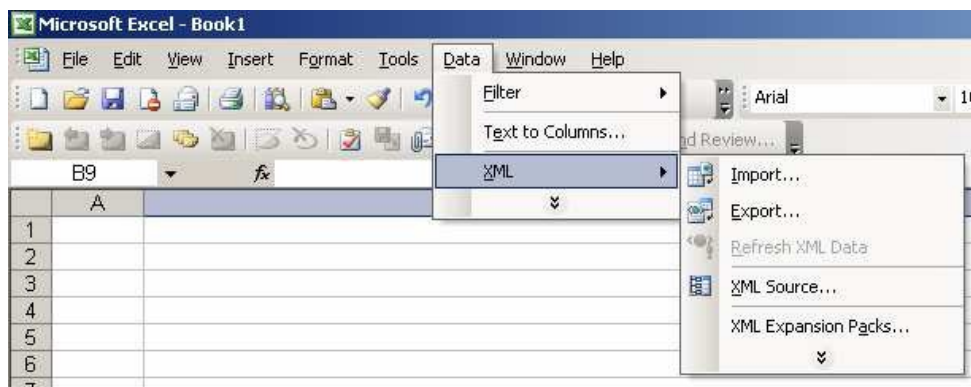 Microsoft Excel - Book1
File Edit View Insert Format Tools Data Window Help
Filter
Arial
Text to Columns...
Review...
B9 fx XML
Import...
A
Export...
1
2 Refresh XML Data
3 XML Source...
4
XML Expansion Packs...
5
6